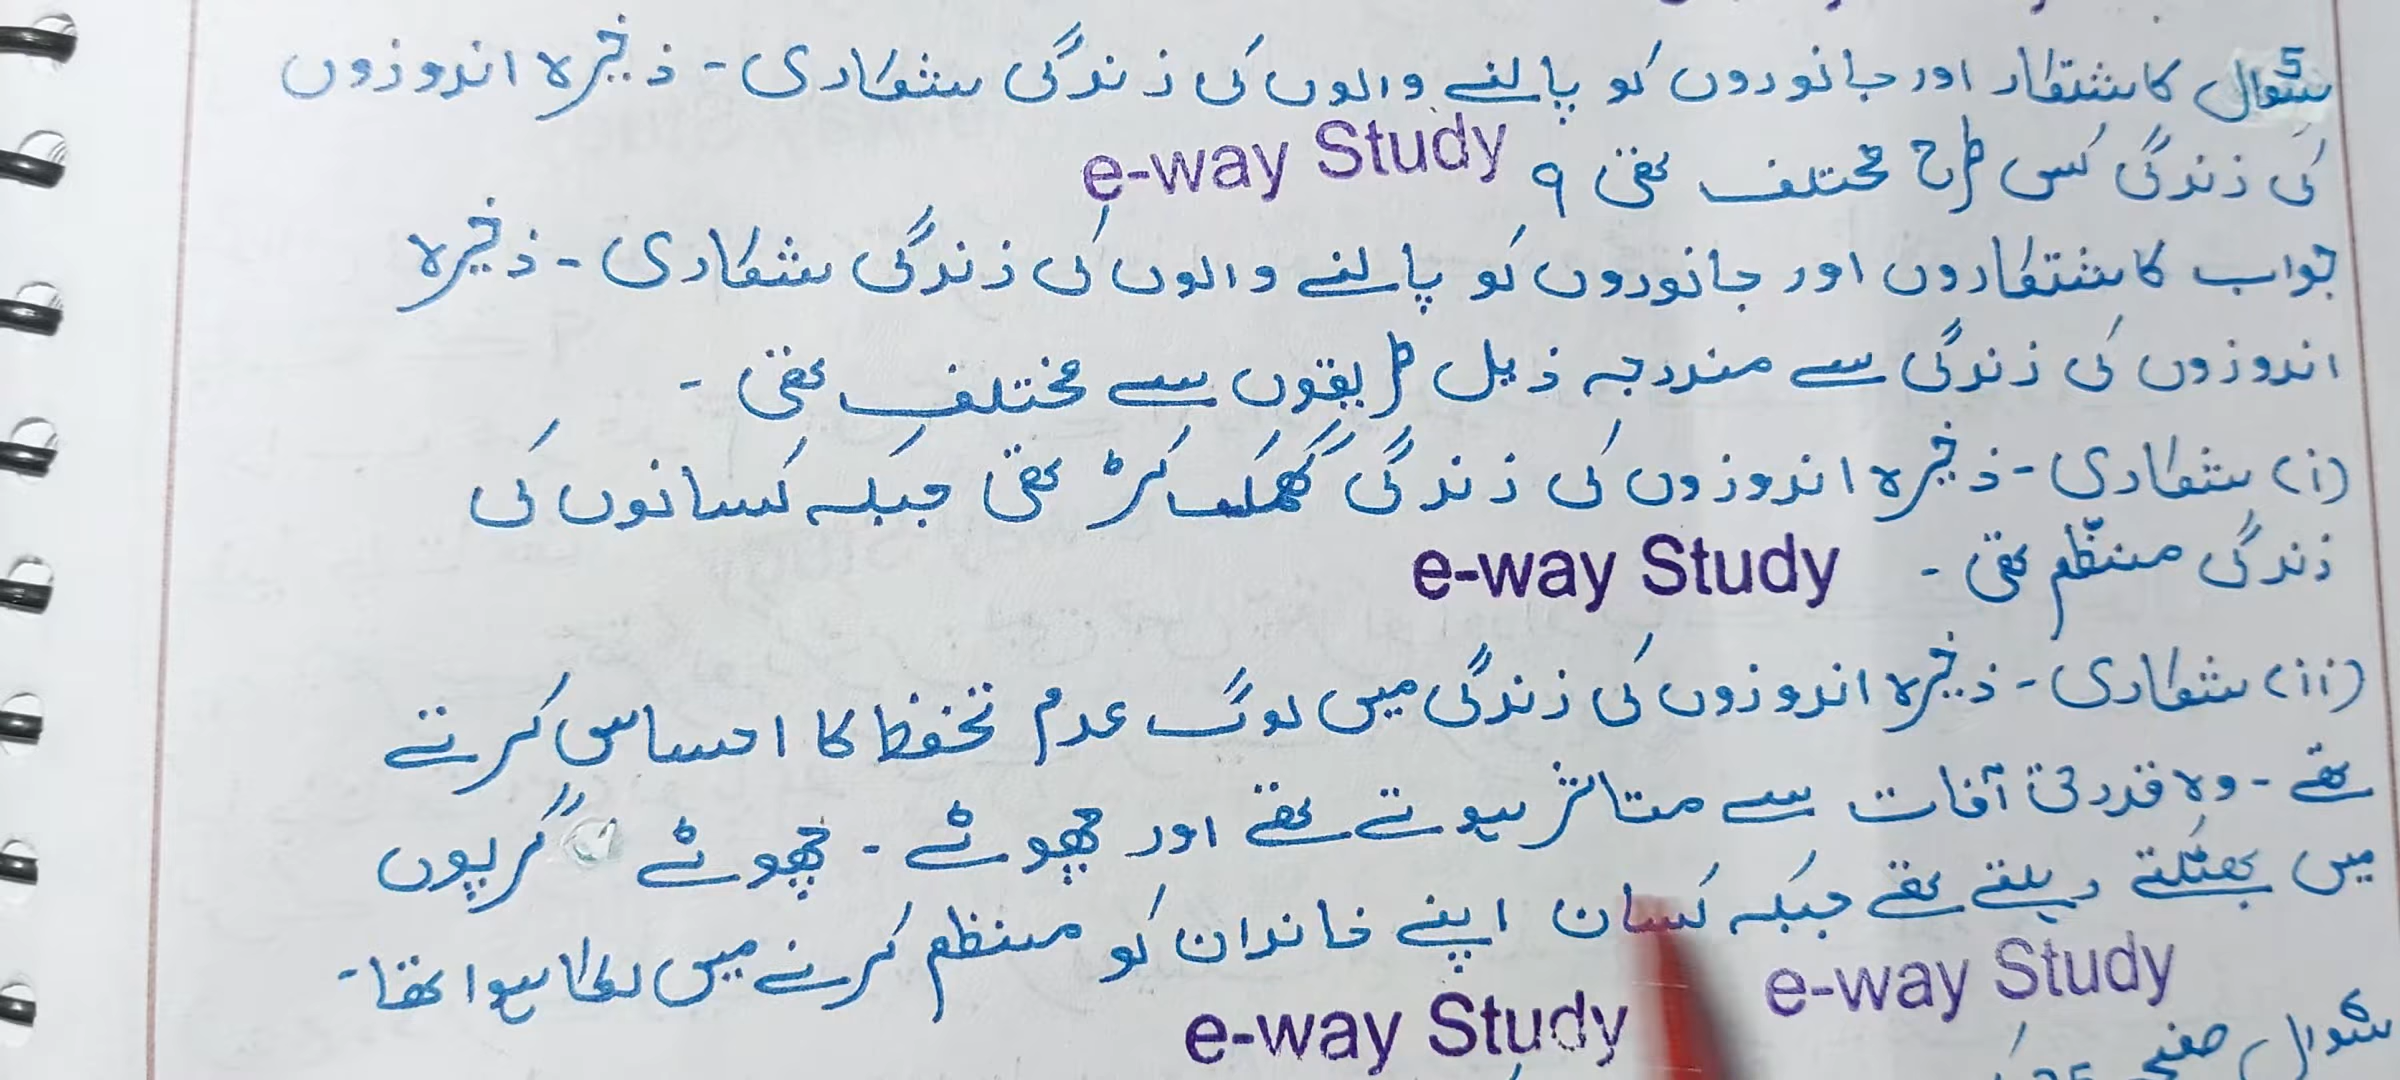 سوال 5 کاشتکار اور جانوروں کو پالنے والوں کی زندگی شکاری - ذخیرہ اندوزوں
کی زندگی کس طرح مختلف تھی ؟
e-way Study
جواب کاشتکاروں اور جانوروں کو پالنے والوں کی زندگی شکاری - ذخیرہ
اندوزوں کی زندگی سے مندرجہ ذیل طریقوں سے مختلف تھی -
(i) شکاری - ذخیرہ اندوزوں کی زندگی گھمکڑ تھی جبکہ کسانوں کی
زندگی منظّم تھی -
e-way Study
(ii) شکاری - ذخیرہ اندوزوں کی زندگی میں لوگ عدم تحفظ کا احساس کرتے
تھے - وہ قدرتی آفات سے متاثر ہوتے تھے اور چھوٹے - چھوٹے گرپوں
میں بھٹکتے رہتے تھے جبکہ کسان اپنے خاندان کو منظم کرنے میں لگا ہوا تھا -
e-way Study
e-way Study
سوال صفحہ